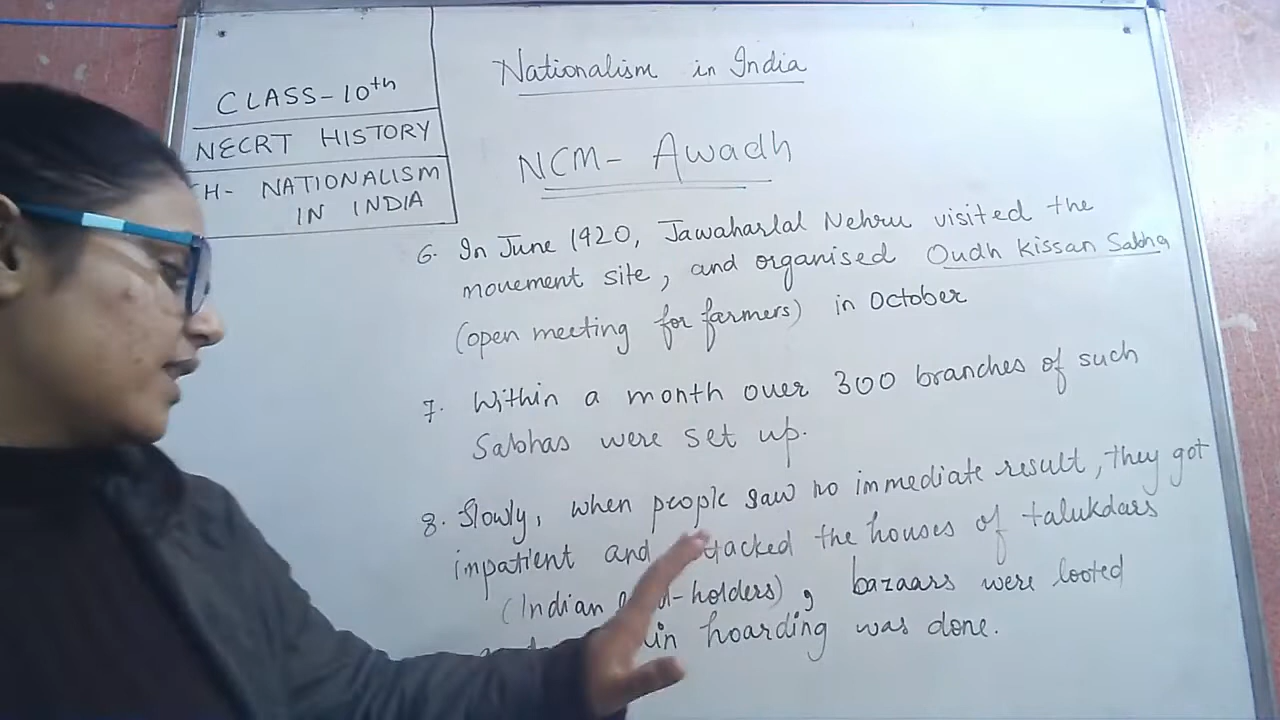 CLASS-10th
NECRT HISTORY
H- NATIONALISM
IN INDIA
Nationalism in India
NCM- Awadh
6. In June 1920, Jawaharlal Nehru visited the
movement site, and organised Oudh Kissan Sabha
(open meeting for farmers) in October
7. Within a month over 300 branches of such
Sabhas were set up.
8. Slowly, when people saw no immediate result, they got
impatient and the houses of talukdars
(Indian -holders), bazaars were looted
hoarding was done.